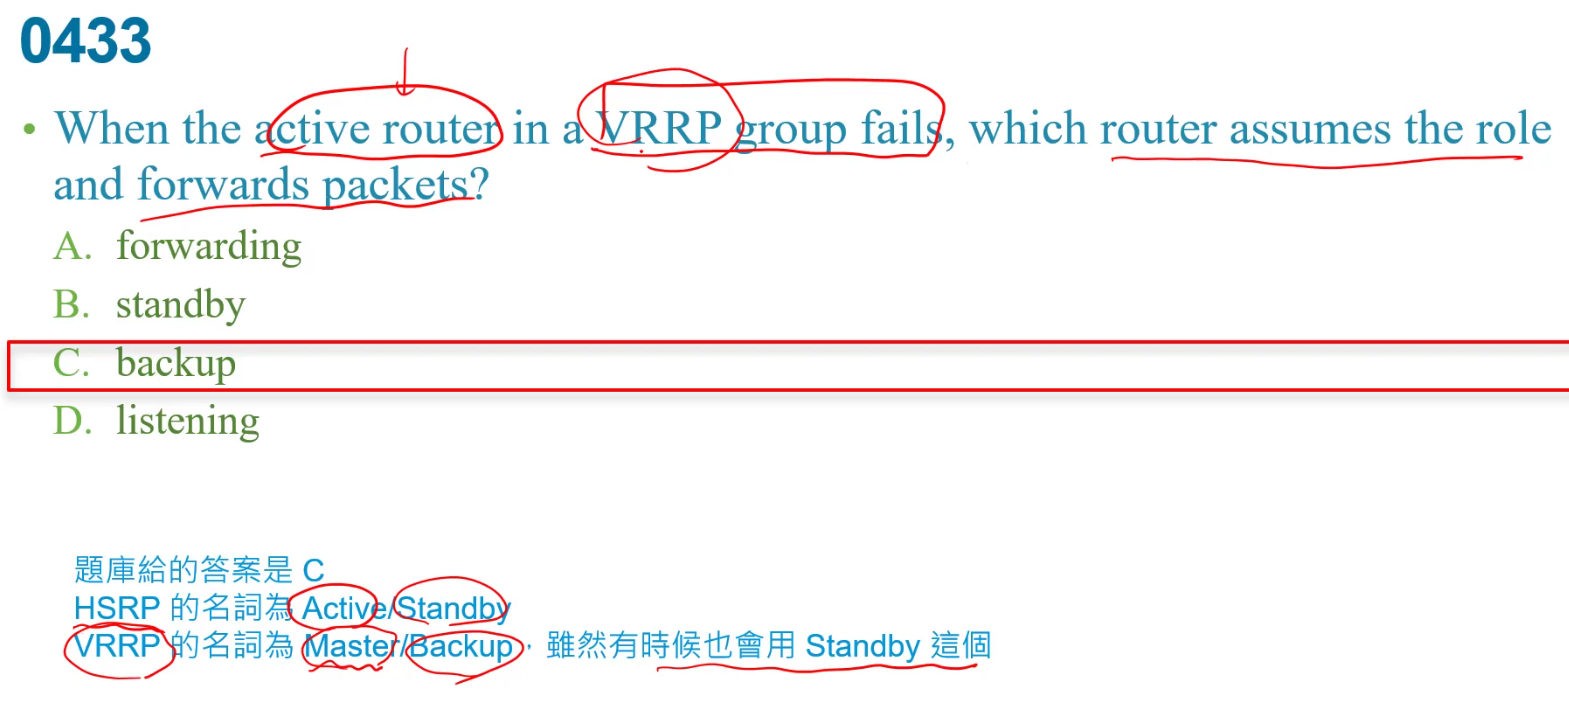 0433
• When the active router in a VRRP group fails, which router assumes the role
and forwards packets?
A. forwarding
B. standby
C. backup
D. listening
題庫給的答案是 C
HSRP 的名詞為 Active/Standby
VRRP 的名詞為 Master/Backup，雖然有時候也會用 Standby 這個